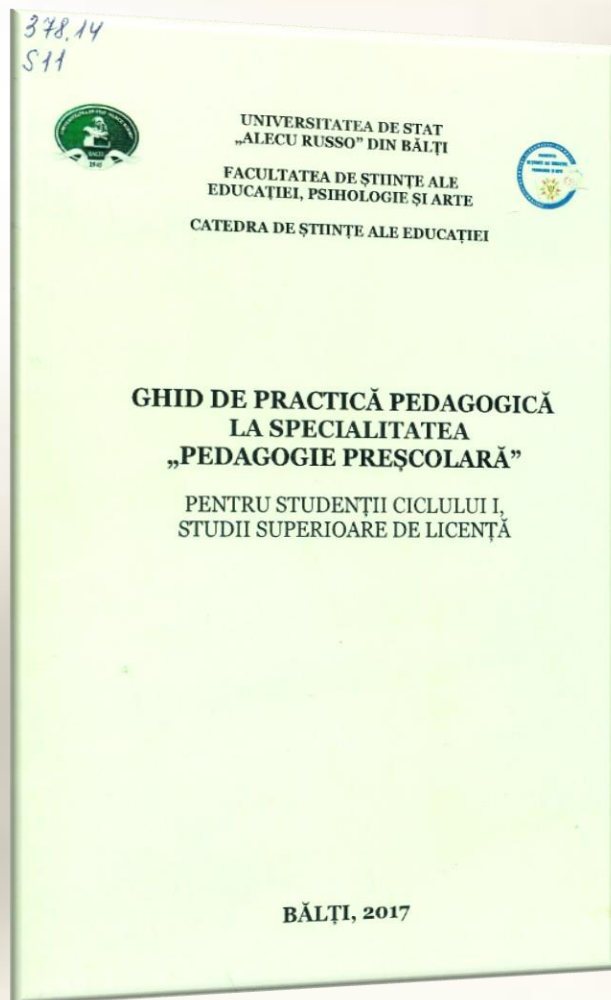 378.14
S11
BĂLȚI
1945
UNIVERSITATEA DE STAT
„ALECU RUSSO” DIN BĂLȚI
FACULTATEA DE ȘTIINȚE ALE
EDUCAȚIEI, PSIHOLOGIE ȘI ARTE
CATEDRA DE ȘTIINȚE ALE EDUCAȚIEI
GHID DE PRACTICĂ PEDAGOGICĂ
LA SPECIALITATEA
„PEDAGOGIE PREȘCOLARĂ”
PENTRU STUDENȚII CICLULUI I,
STUDII SUPERIOARE DE LICENȚĂ
BĂLȚI, 2017